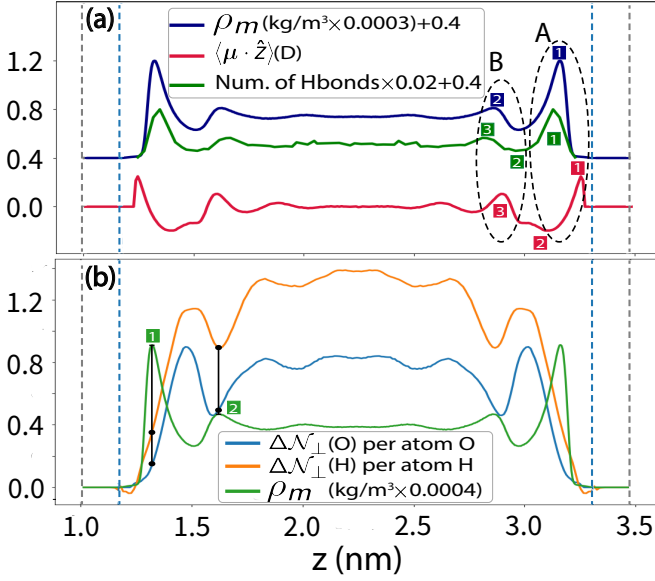 (a)
ρm(kg/m³×0.0003)+0.4
⟨μ · ẑ⟩(D)
Num. of Hbonds×0.02+0.4
B
A
1
2
3
2
1
1
3
2
1.2
0.8
0.4
0.0
(b)
1
2
1.2
0.8
0.4
0.0
Δ𝒩⊥(O) per atom O
Δ𝒩⊥(H) per atom H
ρm (kg/m³×0.0004)
1.0 1.5 2.0 2.5 3.0 3.5
z (nm)